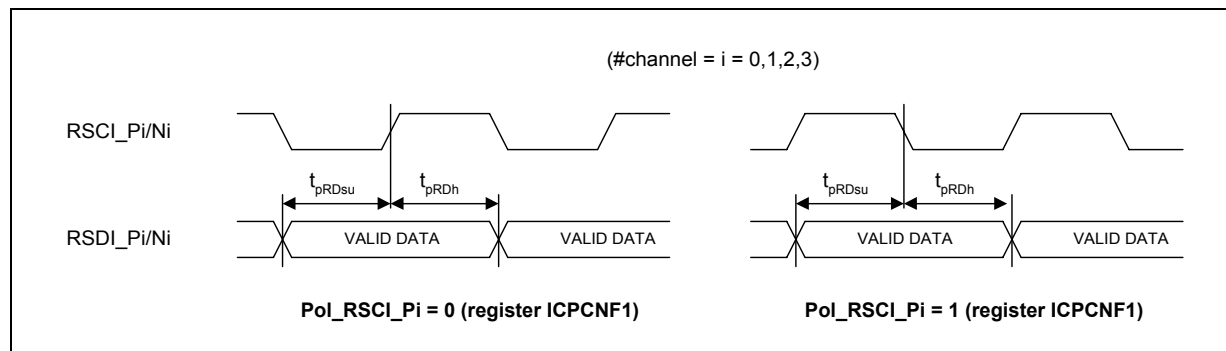 (#channel = i = 0,1,2,3)
RSCI_Pi/Ni
tpRDsu tpRDh tpRDsu tpRDh
RSDI_Pi/Ni VALID DATA VALID DATA VALID DATA VALID DATA
Pol_RSCI_Pi = 0 (register ICPCNF1) Pol_RSCI_Pi = 1 (register ICPCNF1)